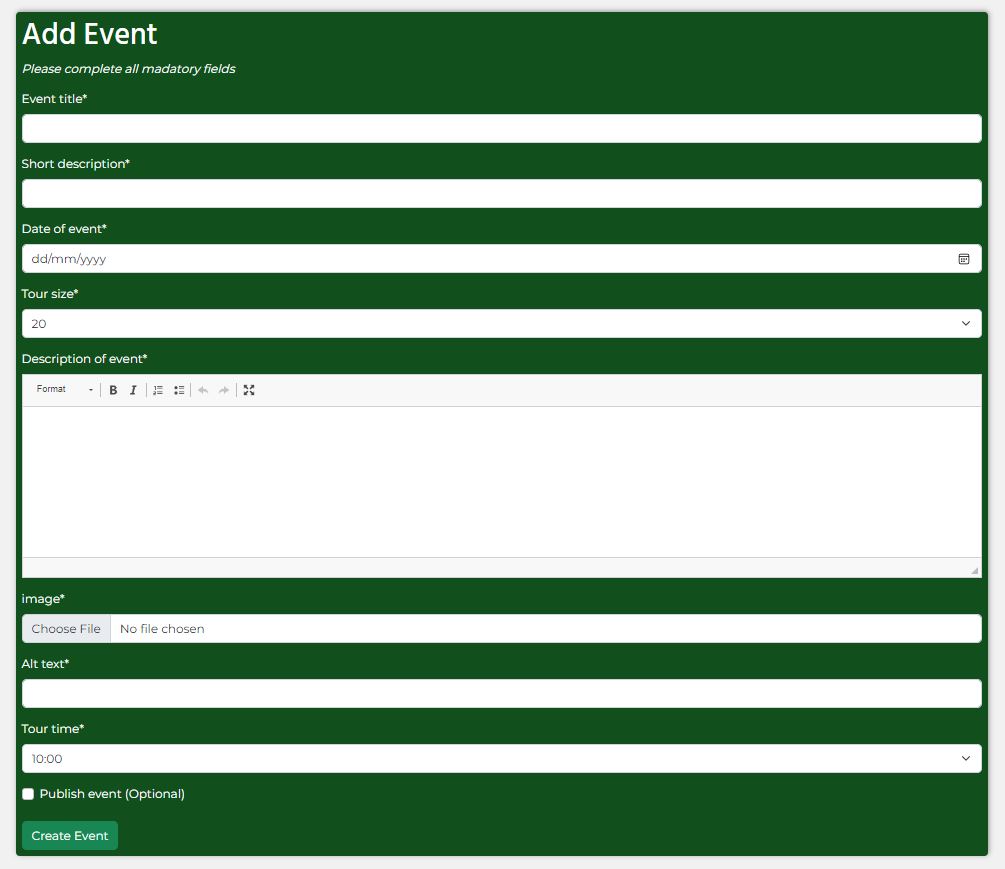 Add Event
Please complete all madatory fields
Event title*
Short description*
Date of event*
dd/mm/yyyy
Tour size*
20
Description of event*
Format B I
image*
Choose File No file chosen
Alt text*
Tour time*
10:00
Publish event (Optional)
Create Event